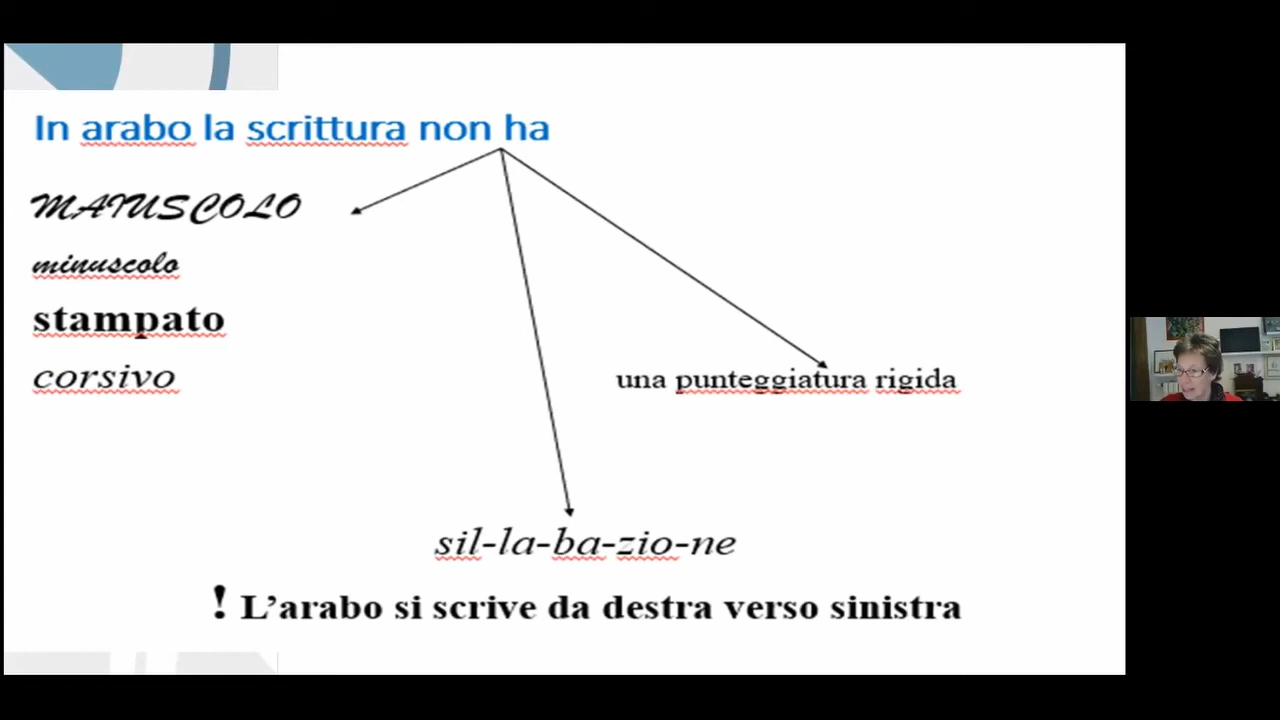 In arabo la scrittura non ha
MAIUSCOLO
minuscolo
stampato
corsivo
una punteggiatura rigida
sil-la-ba-zio-ne
! L’arabo si scrive da destra verso sinistra